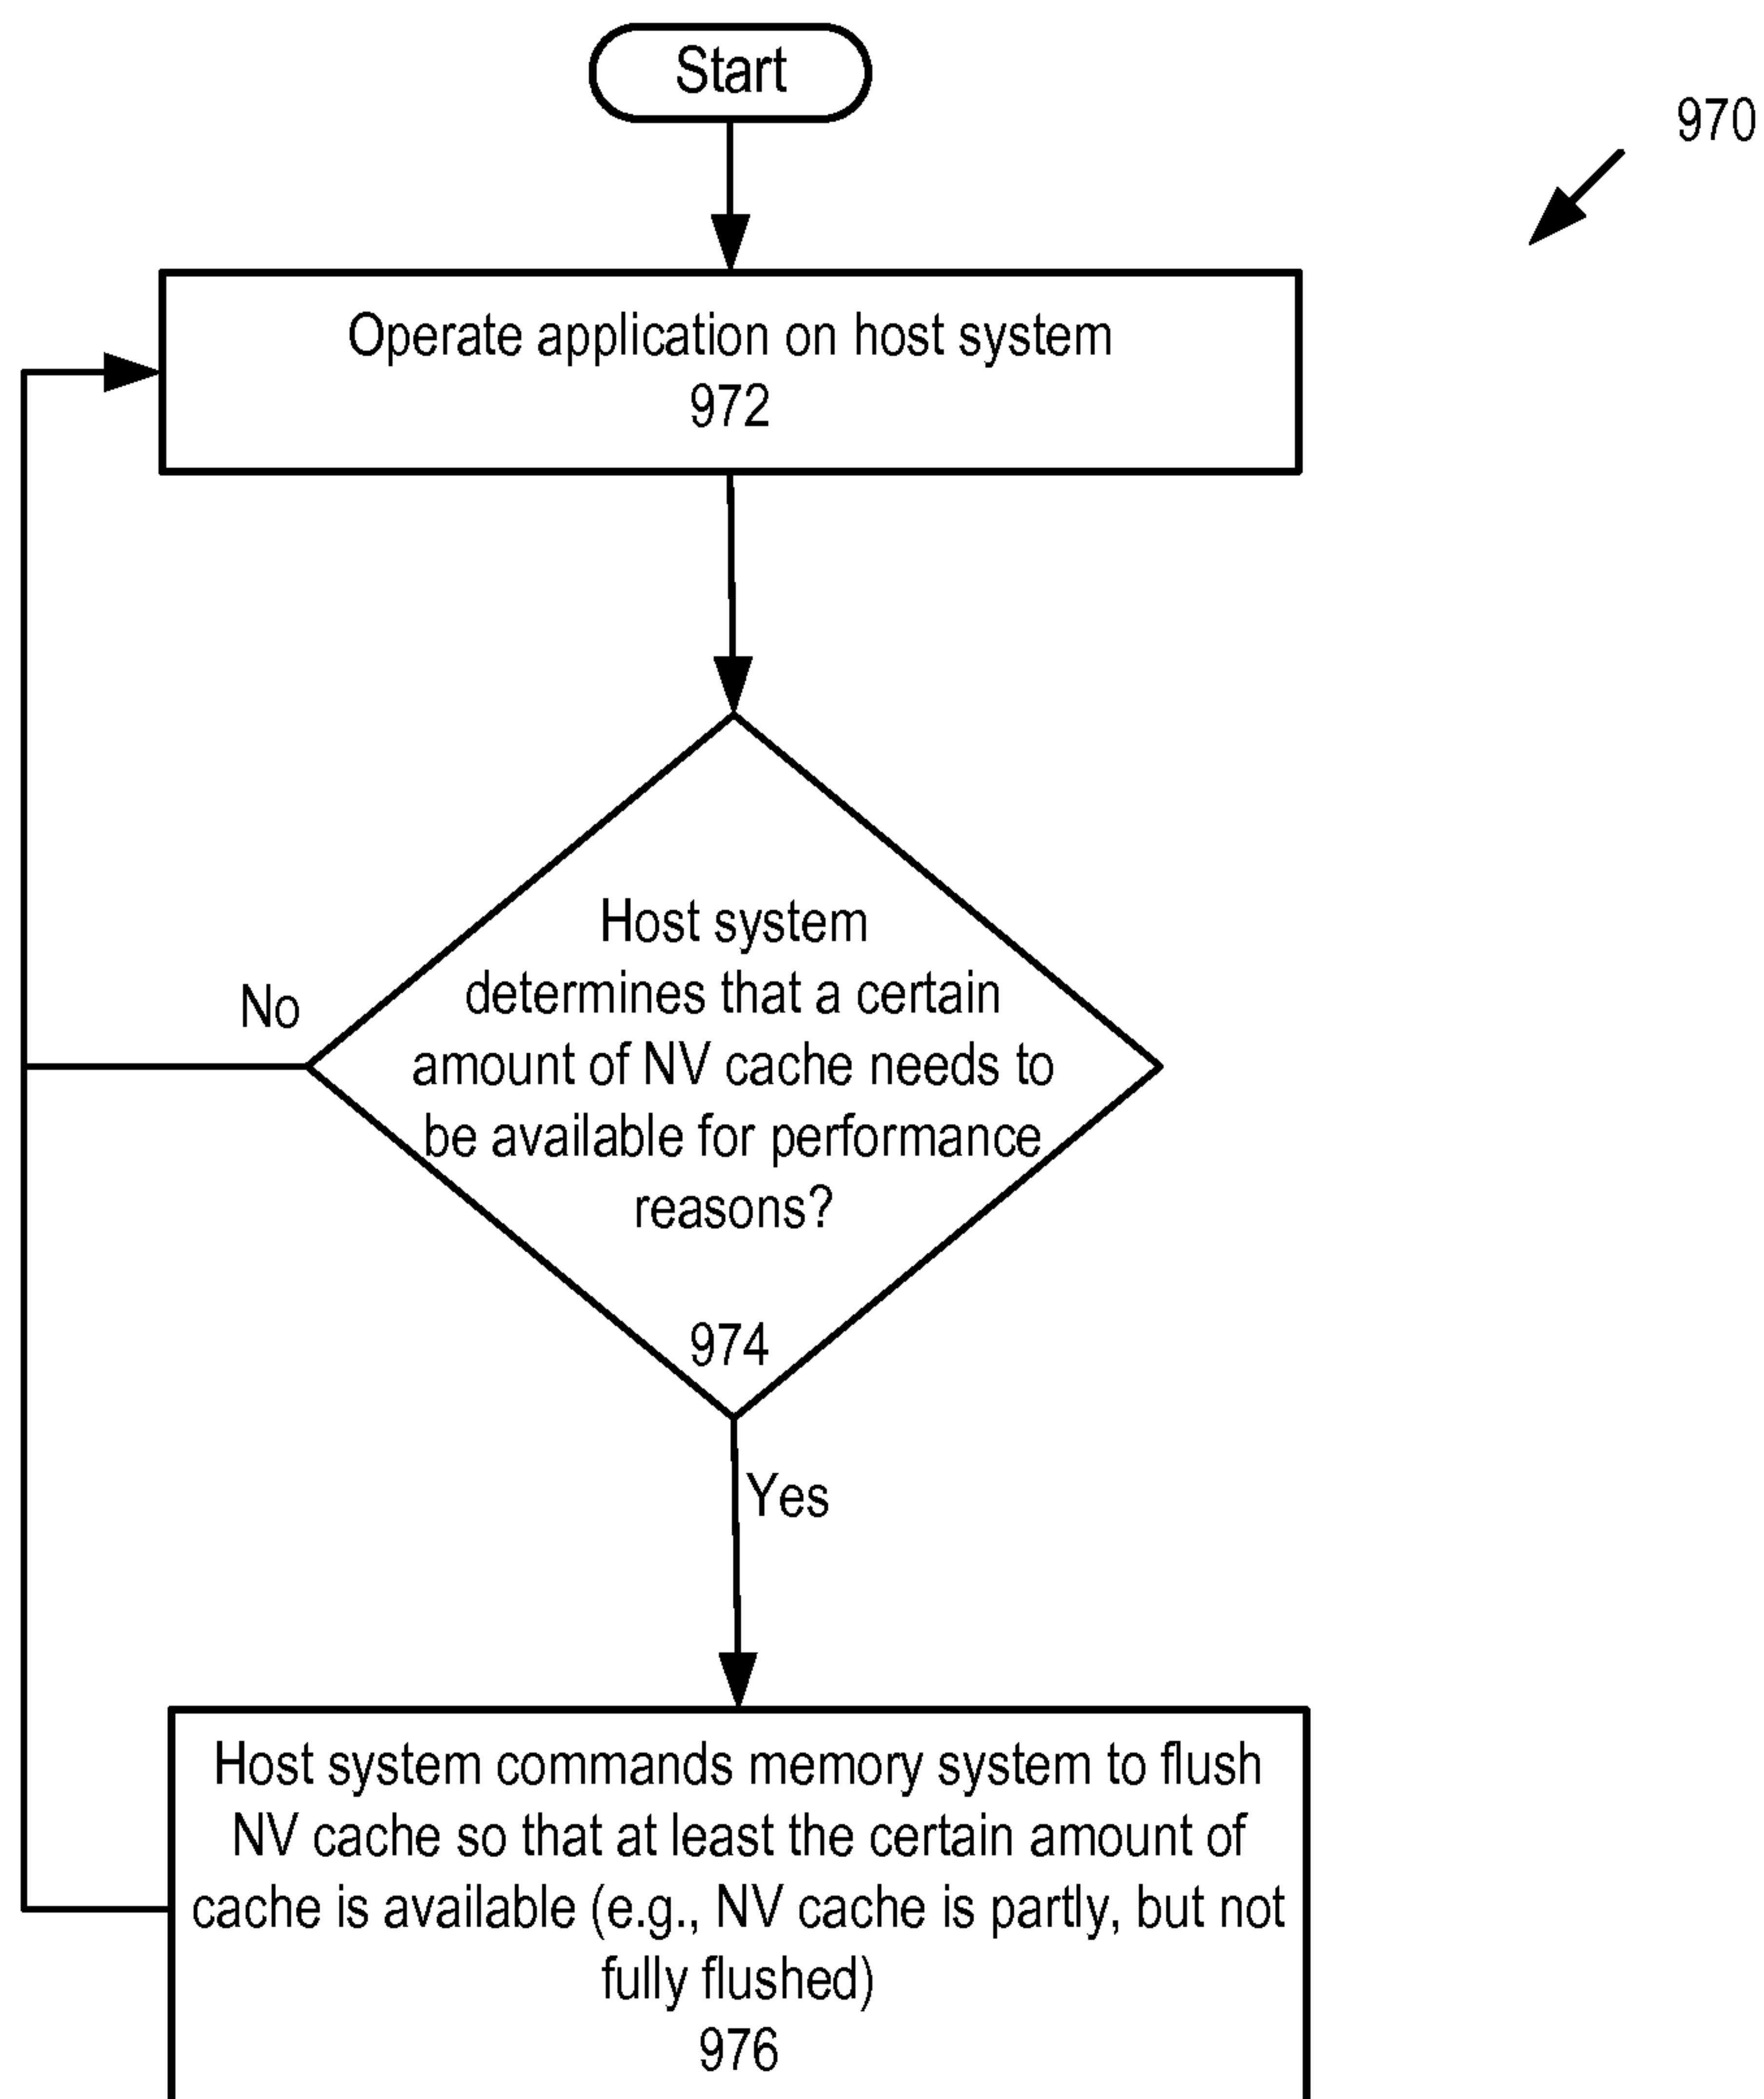 Start
970
Operate application on host system
972
Host system
determines that a certain
amount of NV cache needs to
be available for performance
reasons?
974
No
Yes
Host system commands memory system to flush
NV cache so that at least the certain amount of
cache is available (e.g., NV cache is partly, but not
fully flushed)
976